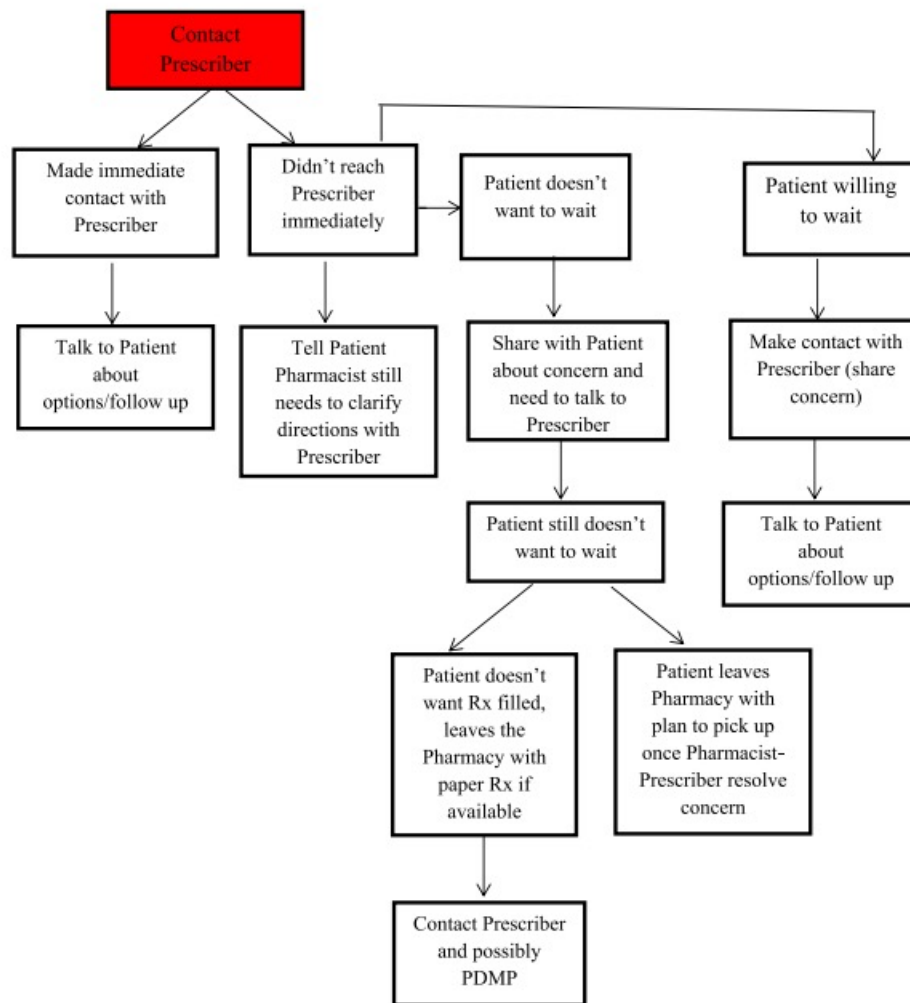 Contact
Prescriber
Made immediate
contact with
Prescriber
Didn’t reach
Prescriber
immediately
Patient doesn’t
want to wait
Patient willing
to wait
Talk to Patient
about
options/follow up
Tell Patient
Pharmacist still
needs to clarify
directions with
Prescriber
Share with Patient
about concern and
need to talk to
Prescriber
Make contact with
Prescriber (share
concern)
Patient still doesn’t
want to wait
Talk to Patient
about
options/follow up
Patient doesn’t
want Rx filled,
leaves the
Pharmacy with
paper Rx if
available
Patient leaves
Pharmacy with
plan to pick up
once Pharmacist-
Prescriber resolve
concern
Contact Prescriber
and possibly
PDMP